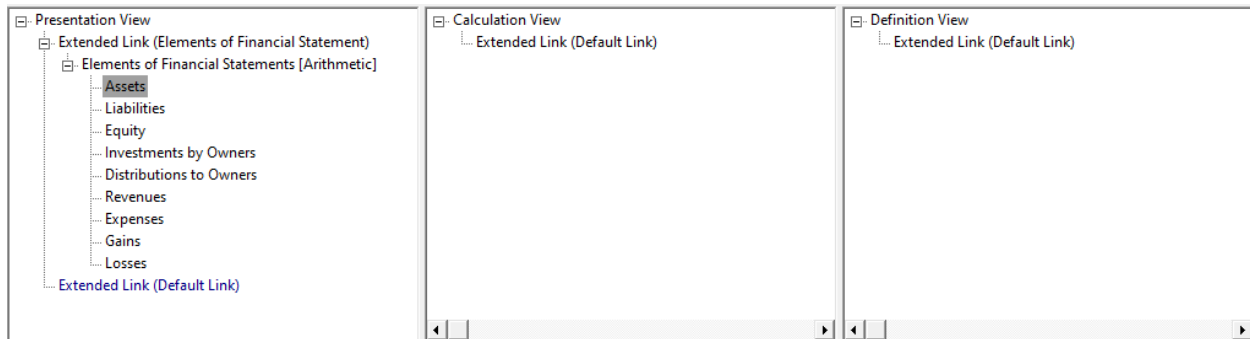 Presentation View
Extended Link (Elements of Financial Statement)
Elements of Financial Statements [Arithmetic]
Assets
Liabilities
Equity
Investments by Owners
Distributions to Owners
Revenues
Expenses
Gains
Losses
Extended Link (Default Link)
Calculation View
Extended Link (Default Link)
Definition View
Extended Link (Default Link)